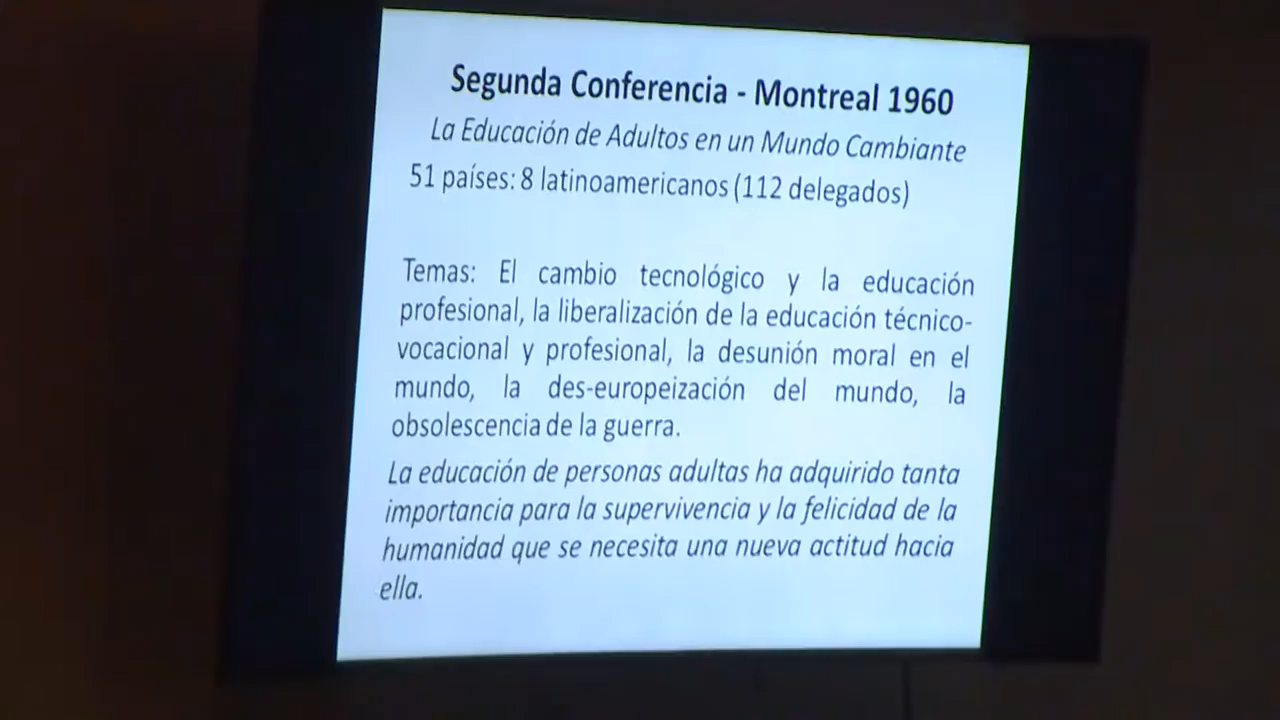 Segunda Conferencia - Montreal 1960
La Educación de Adultos en un Mundo Cambiante
51 países: 8 latinoamericanos (112 delegados)
Temas: El cambio tecnológico y la educación
profesional, la liberalización de la educación técnico-
vocacional y profesional, la desunión moral en el
mundo, la des-europeización del mundo, la
obsolescencia de la guerra.
La educación de personas adultas ha adquirido tanta
importancia para la supervivencia y la felicidad de la
humanidad que se necesita una nueva actitud hacia
ella.